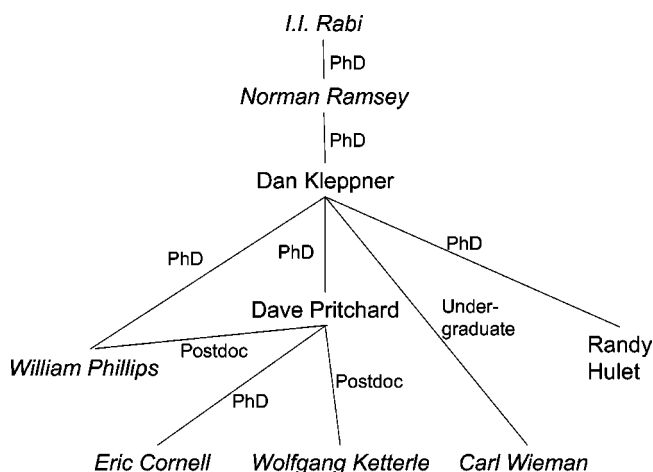 I.I. Rabi
PhD
Norman Ramsey
PhD
Dan Kleppner
PhD
PhD
PhD
Dave Pritchard
Under-
graduate
William Phillips
Postdoc
Randy
Hulet
PhD
Postdoc
Eric Cornell
Wolfgang Ketterle
Carl Wieman